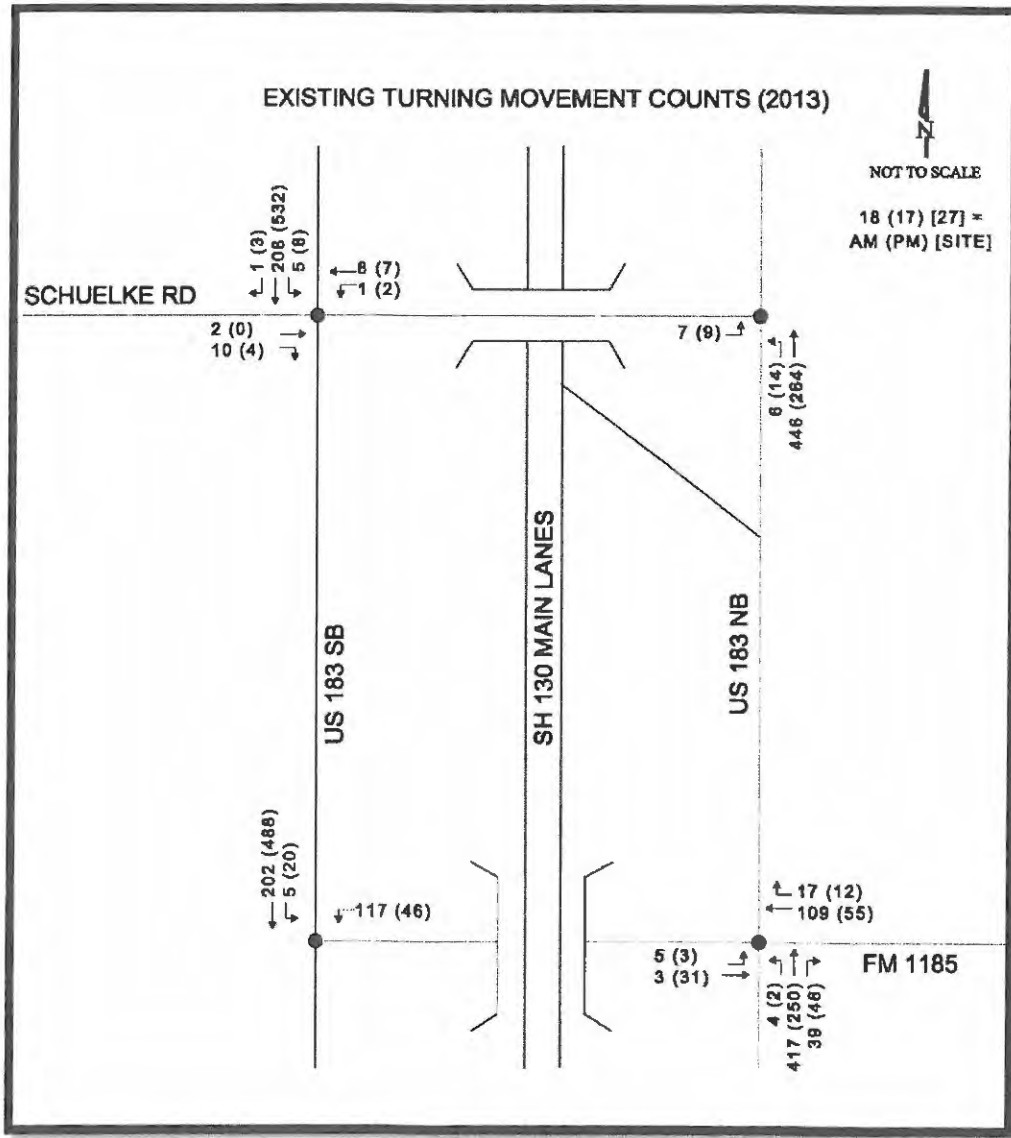 EXISTING TURNING MOVEMENT COUNTS (2013)
N
NOT TO SCALE
18 (17) [27] =
AM (PM) [SITE]
1 (3)
208 (532)
5 (8)
8 (7)
1 (2)
SCHUELKE RD
2 (0)
10 (4)
7 (9)
6 (14)
446 (264)
US 183 SB
SH 130 MAIN LANES
US 183 NB
202 (488)
5 (20)
117 (46)
17 (12)
109 (55)
5 (3)
3 (31)
FM 1185
4 (2)
417 (250)
39 (48)